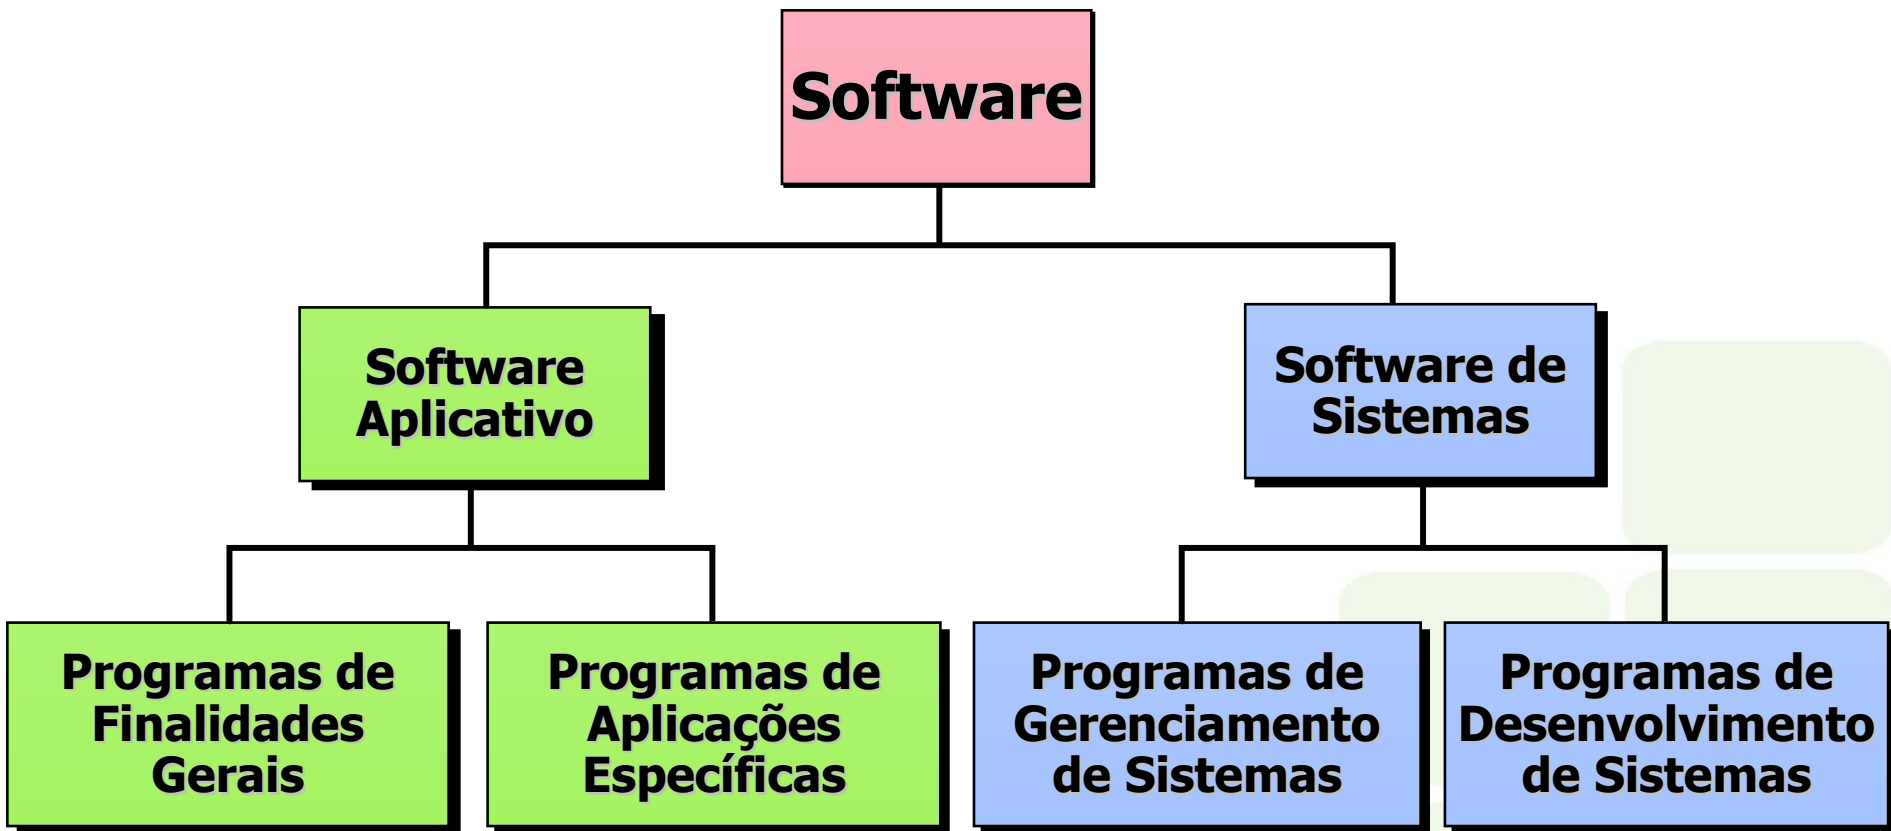 Software
Software
Aplicativo
Software de
Sistemas
Programas de
Finalidades
Gerais
Programas de
Aplicações
Específicas
Programas de
Gerenciamento
de Sistemas
Programas de
Desenvolvimento
de Sistemas